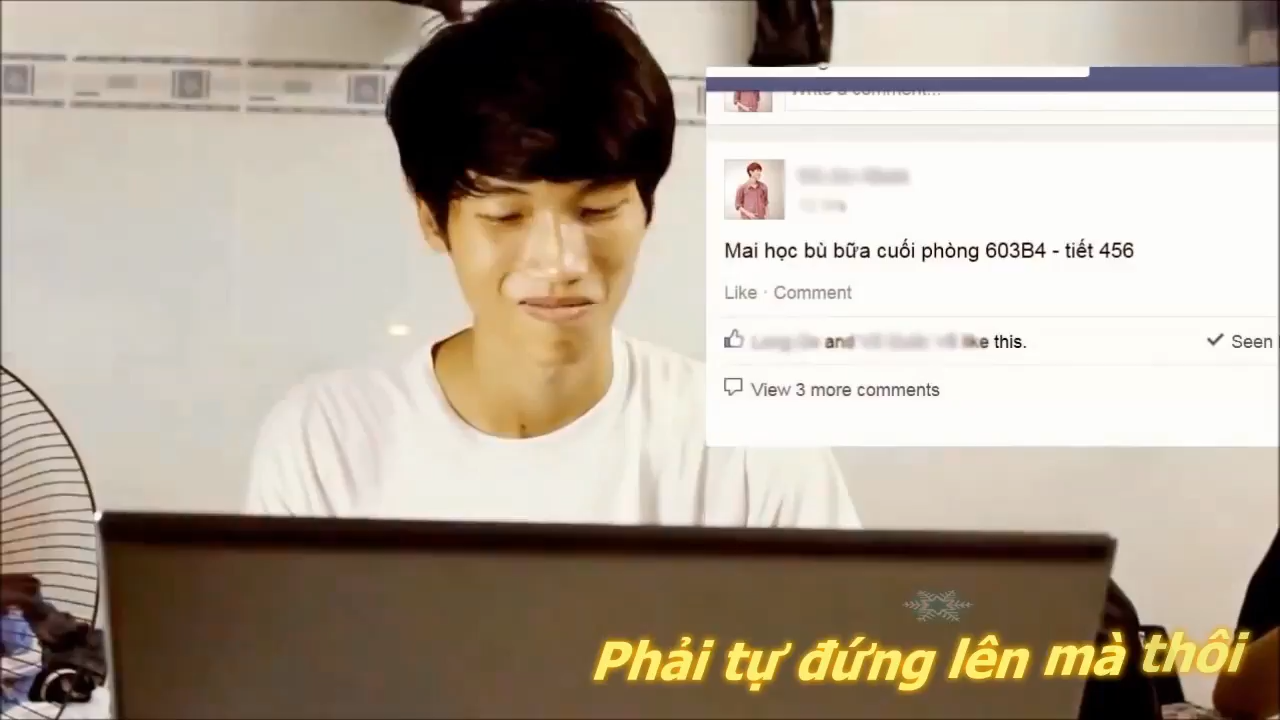 Mai học bù bữa cuối phòng 603B4 - tiết 456
Like · Comment
and like this.
Seen
View 3 more comments
Phải tự đứng lên mà thôi